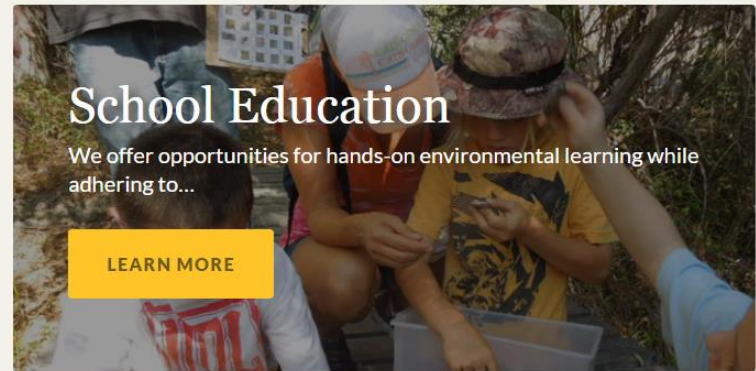 School Education
We offer opportunities for hands-on environmental learning while
adhering to...
LEARN MORE